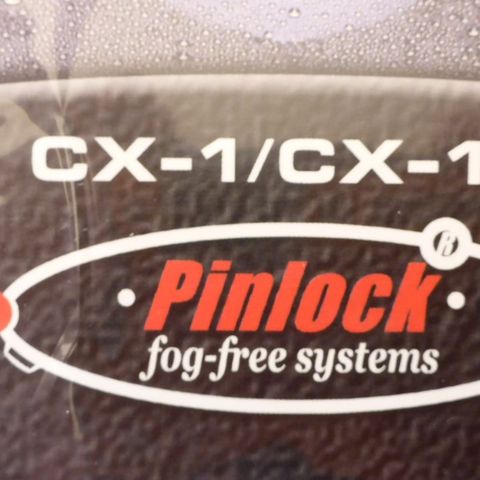 CX-1/CX-1
®
Pinlock
fog-free systems